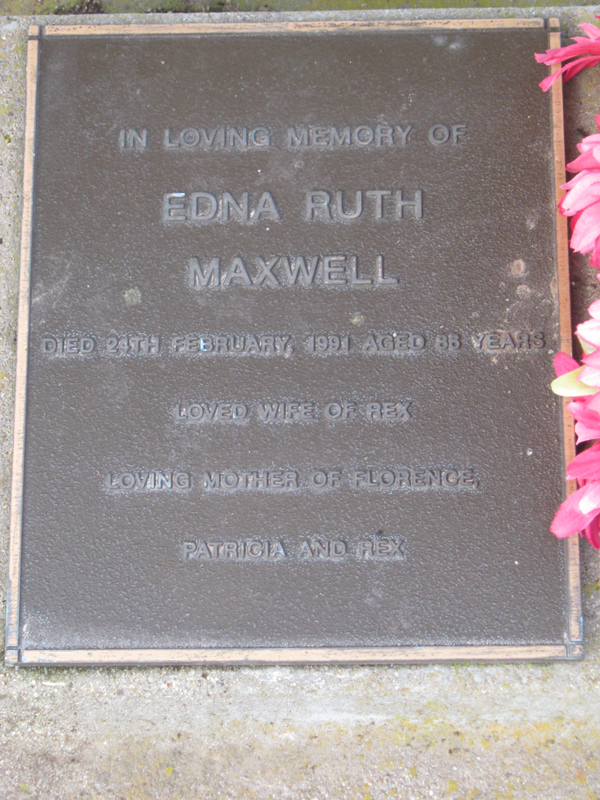 IN LOVING MEMORY OF
EDNA RUTH
MAXWELL
DIED 24TH FEBRUARY, 1991 AGED YEARS
LOVED WIFE OF REX
LOVING MOTHER OF FLORENCE,
PATRICIA AND REX